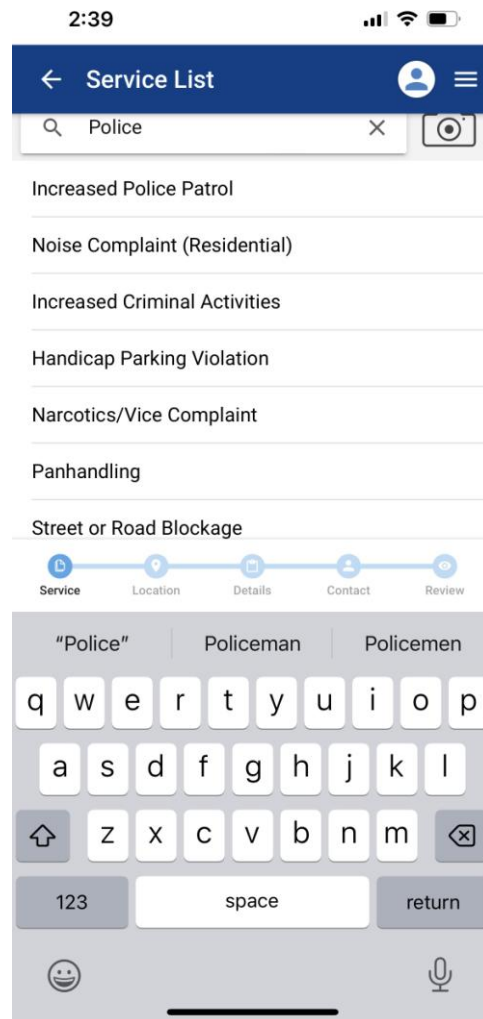 2:39
Service List
Police
Increased Police Patrol
Noise Complaint (Residential)
Increased Criminal Activities
Handicap Parking Violation
Narcotics/Vice Complaint
Panhandling
Street or Road Blockage
Service Location Details Contact Review
“Police” Policeman Policemen
q w e r t y u i o p
a s d f g h j k l
z x c v b n m
123 space return